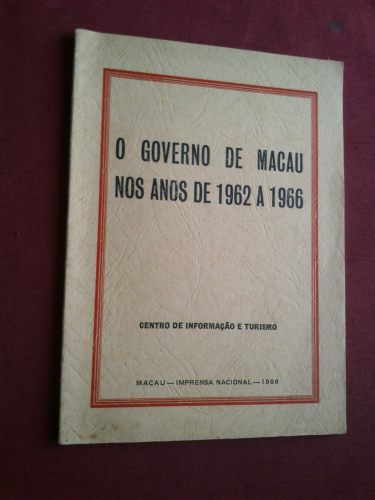 O GOVERNO DE MACAU
NOS ANOS DE 1962 A 1966
CENTRO DE INFORMAÇÃO E TURISMO
MACAU — IMPRENSA NACIONAL — 1966